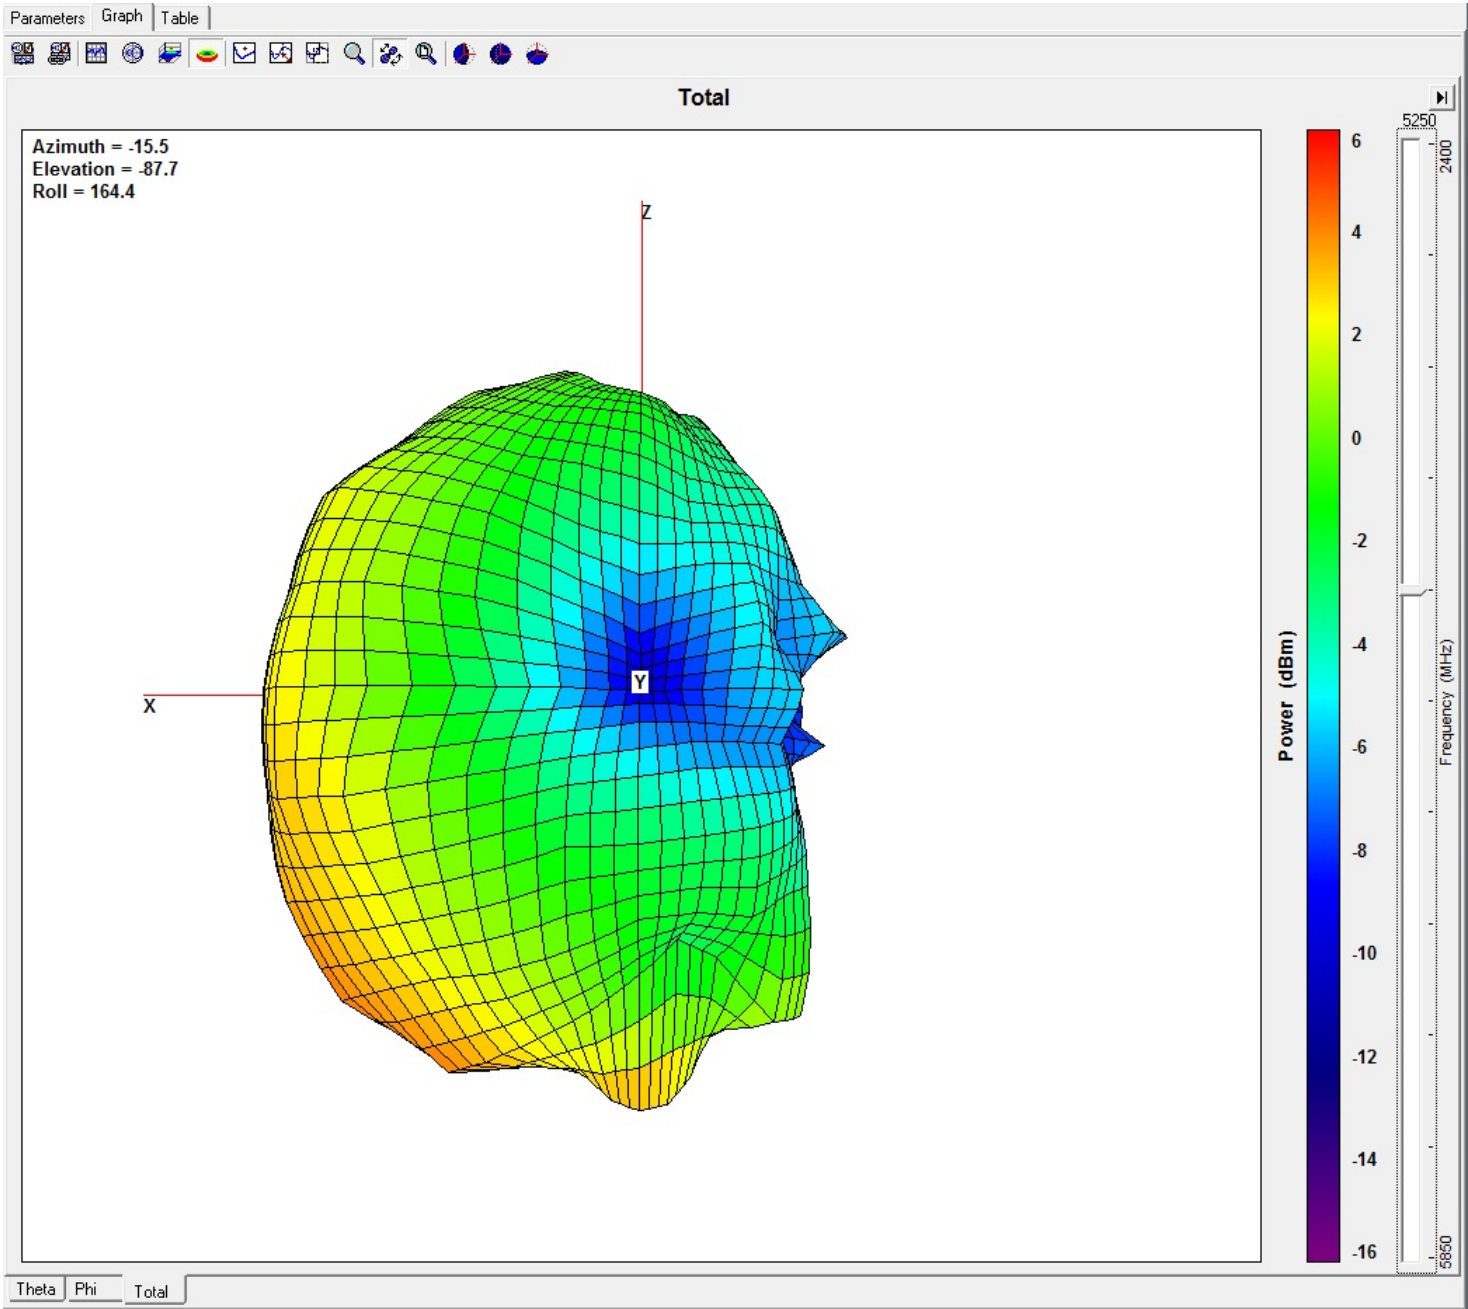 Parameters Graph Table
Total
5250
2400
Azimuth = -15.5
Elevation = -87.7
Roll = 164.4
Z
X
Y
6
4
2
0
-2
-4
-6
-8
-10
-12
-14
-16
Power (dBm)
Frequency (MHz)
5850
Theta Phi Total